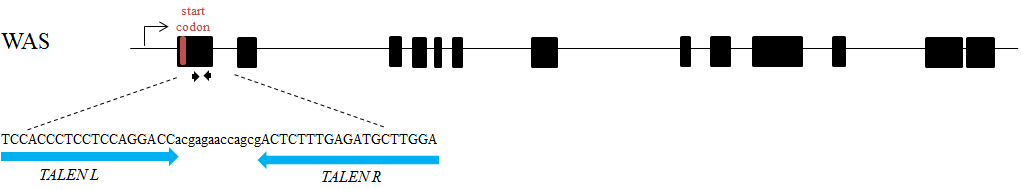 start
codon
WAS
TCCACCCTCCTCCAGGACCacgagaaccagcgACTCTTTGAGATGCTTGGA
TALEN L TALEN R